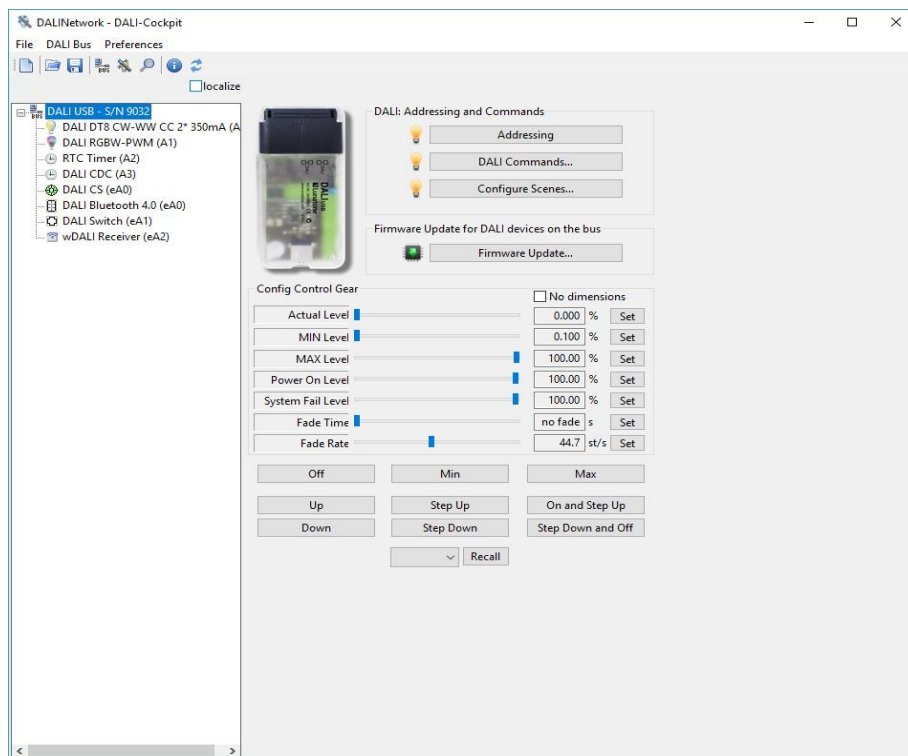 DALINetwork - DALI-Cockpit
File DALI Bus Preferences
localize
DALI USB - S/N 9032
DALI DT8 CW-WW CC 2* 350mA (A
DALI RGBW-PWM (A1)
RTC Timer (A2)
DALI CDC (A3)
DALI CS (eA0)
DALI Bluetooth 4.0 (eA0)
DALI Switch (eA1)
wDALI Receiver (eA2)
DALI: Addressing and Commands
Addressing
DALI Commands...
Configure Scenes...
Firmware Update for DALI devices on the bus
Firmware Update...
Config Control Gear
No dimensions
Actual Level 0.000 % Set
MIN Level 0.100 % Set
MAX Level 100.00 % Set
Power On Level 100.00 % Set
System Fail Level 100.00 % Set
Fade Time no fade s Set
Fade Rate 44.7 st/s Set
Off Min Max
Up Step Up On and Step Up
Down Step Down Step Down and Off
Recall